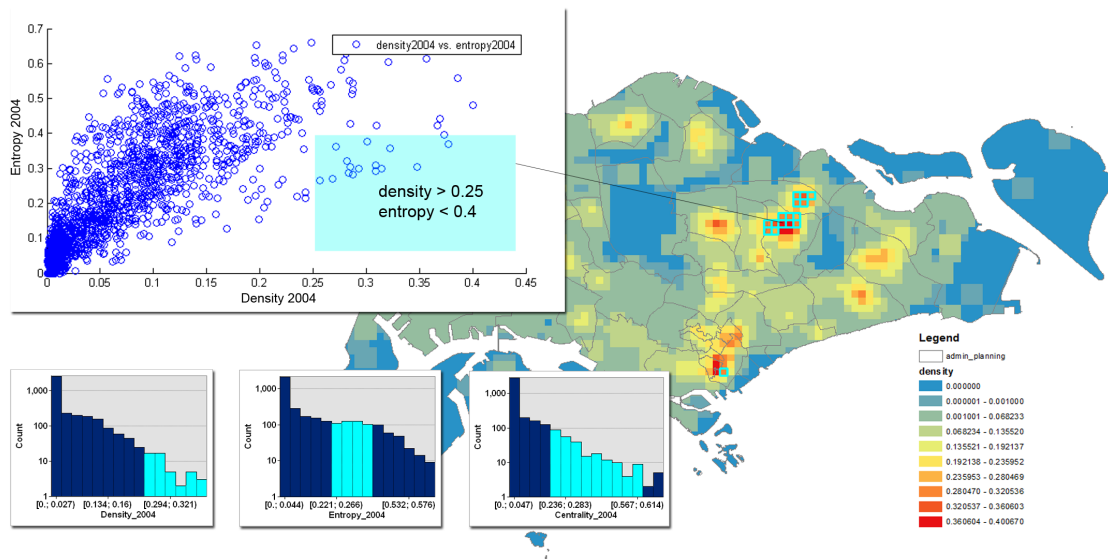 0.7
0.6
0.5
0.4
0.3
0.2
0.1
0
Entropy 2004
density2004 vs. entropy2004
density > 0.25
entropy < 0.4
0 0.05 0.1 0.15 0.2 0.25 0.3 0.35 0.4 0.45
Density 2004
1,000
100
10
1
Count
[0.; 0.027) [0.134; 0.16) [0.294; 0.321)
Density_2004
1,000
100
10
1
Count
[0.; 0.044) [0.221; 0.266) [0.532; 0.576)
Entropy_2004
1,000
100
10
1
Count
[0.; 0.047) [0.236; 0.283) [0.567; 0.614)
Centrality_2004
Legend
admin_planning
density
0.000000
0.000001 - 0.001000
0.001001 - 0.068233
0.068234 - 0.135520
0.135521 - 0.192137
0.192138 - 0.235952
0.235953 - 0.280469
0.280470 - 0.320536
0.320537 - 0.360603
0.360604 - 0.400670